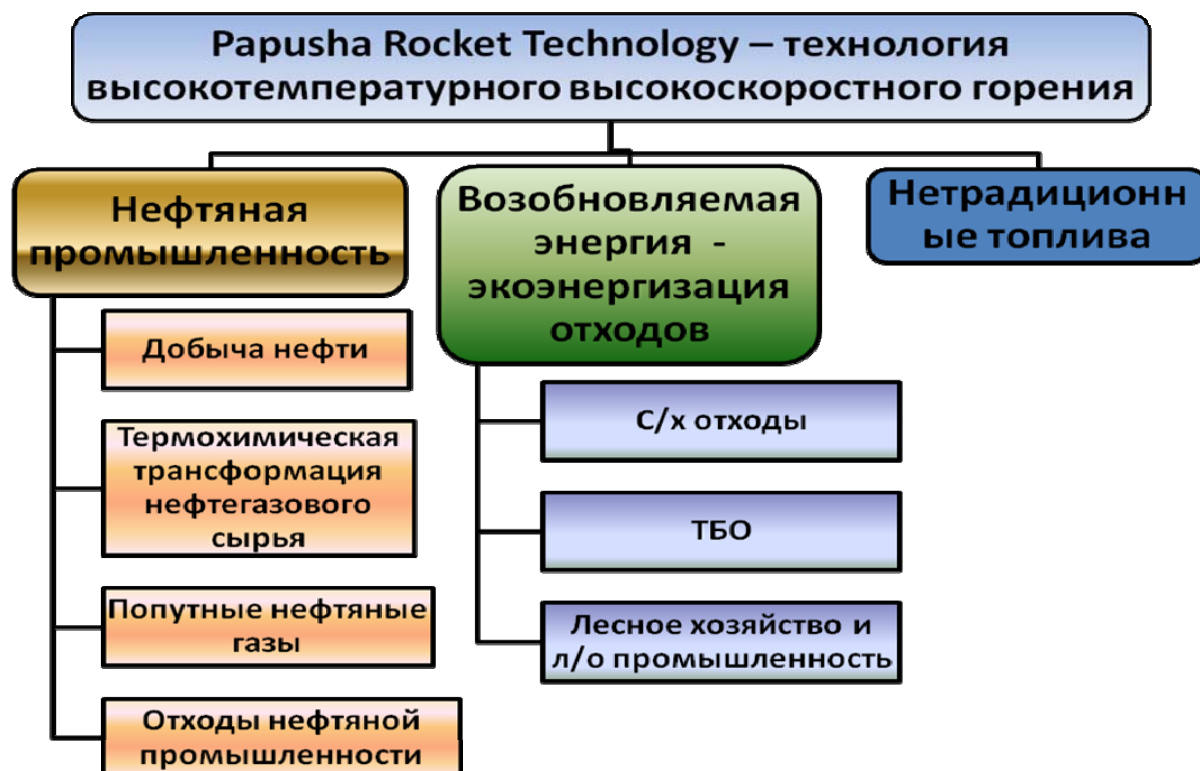 Papusha Rocket Technology – технология
высокотемпературного высокоскоростного горения
Нефтяная
промышленность
Добыча нефти
Термохимическая
трансформация
нефтегазового
сырья
Попутные нефтяные
газы
Отходы нефтяной
промышленности
Возобновляемая
энергия -
экоэнергизация
отходов
С/х отходы
ТБО
Лесное хозяйство и
л/о промышленность
Нетрадиционн
ые топлива